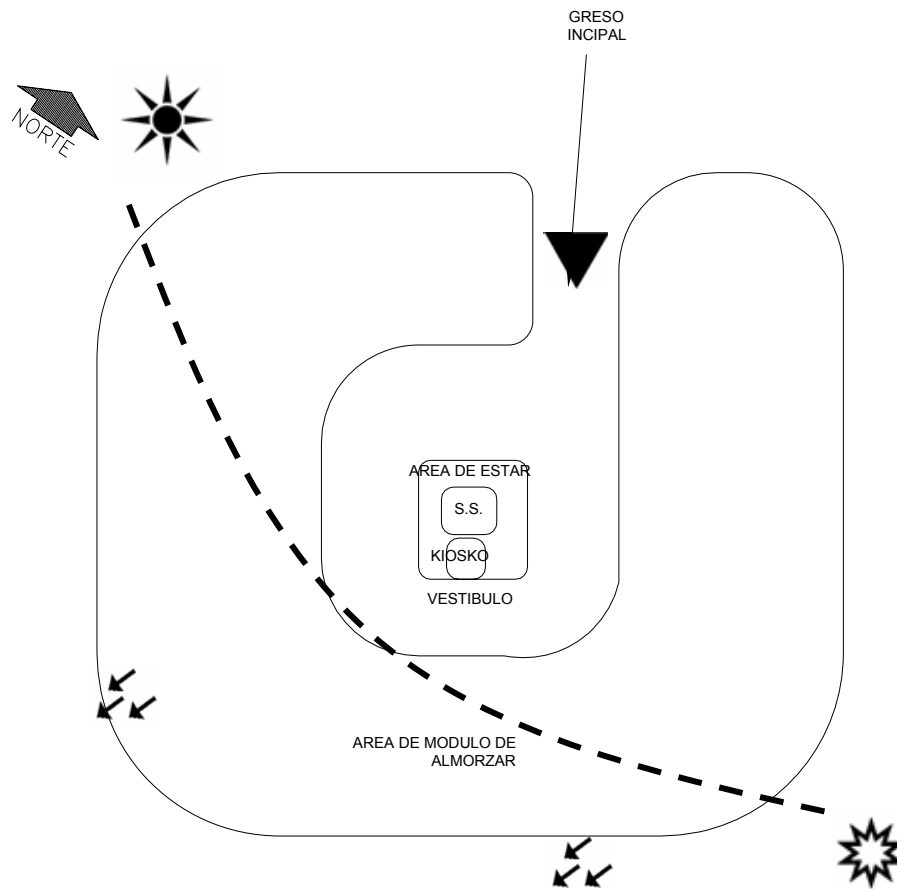 GRESO
INCIPAL
NORTE
AREA DE ESTAR
S.S.
KIOSKO
VESTIBULO
AREA DE MODULO DE
ALMORZAR